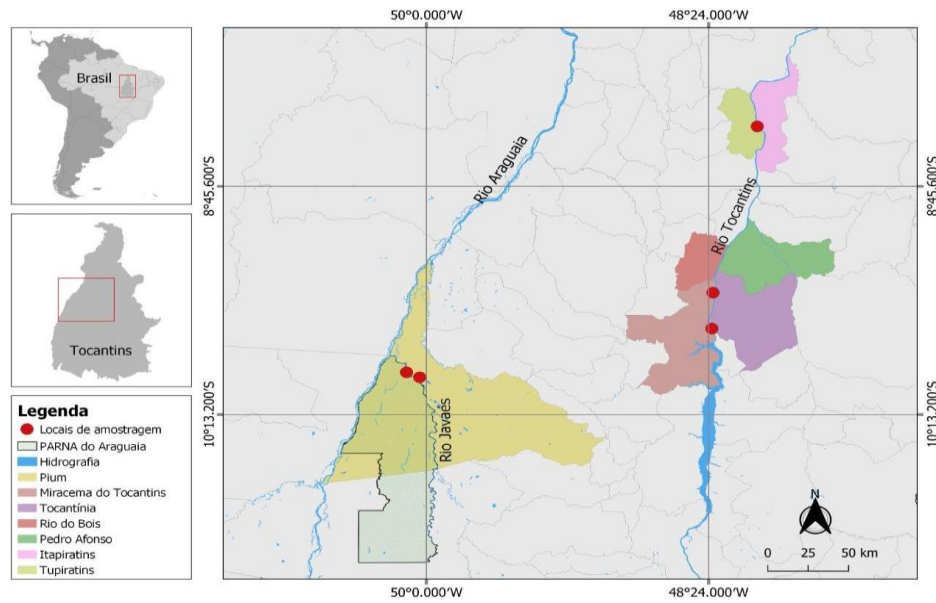 50°0.000'W
48°24.000'W
Brasil
Tocantins
Legenda
Locais de amostragem
PARNA do Araguaia
Hidrografia
Pium
Miracema do Tocantins
Tocantínia
Rio do Bois
Pedro Afonso
Itapiratins
Tupiratins
8°45.600'S
10°13.200'S
Rio Araguaia
Rio Tocantins
Rio Javaés
8°45.600'S
10°13.200'S
N
0 25 50 km
50°0.000'W
48°24.000'W